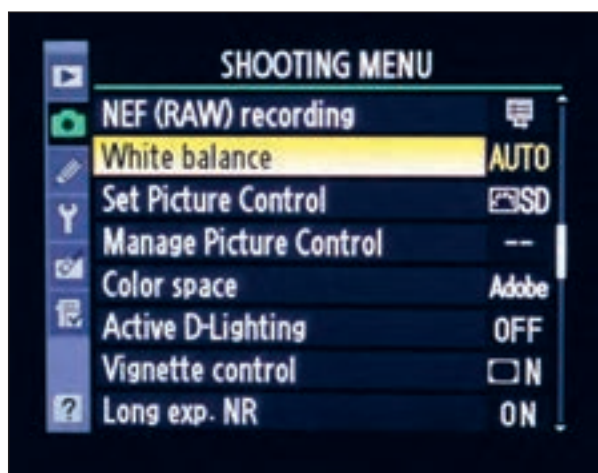 SHOOTING MENU
NEF (RAW) recording
White balance AUTO
Set Picture Control SD
Manage Picture Control --
Color space Adobe
Active D-Lighting OFF
Vignette control N
Long exp. NR ON
?